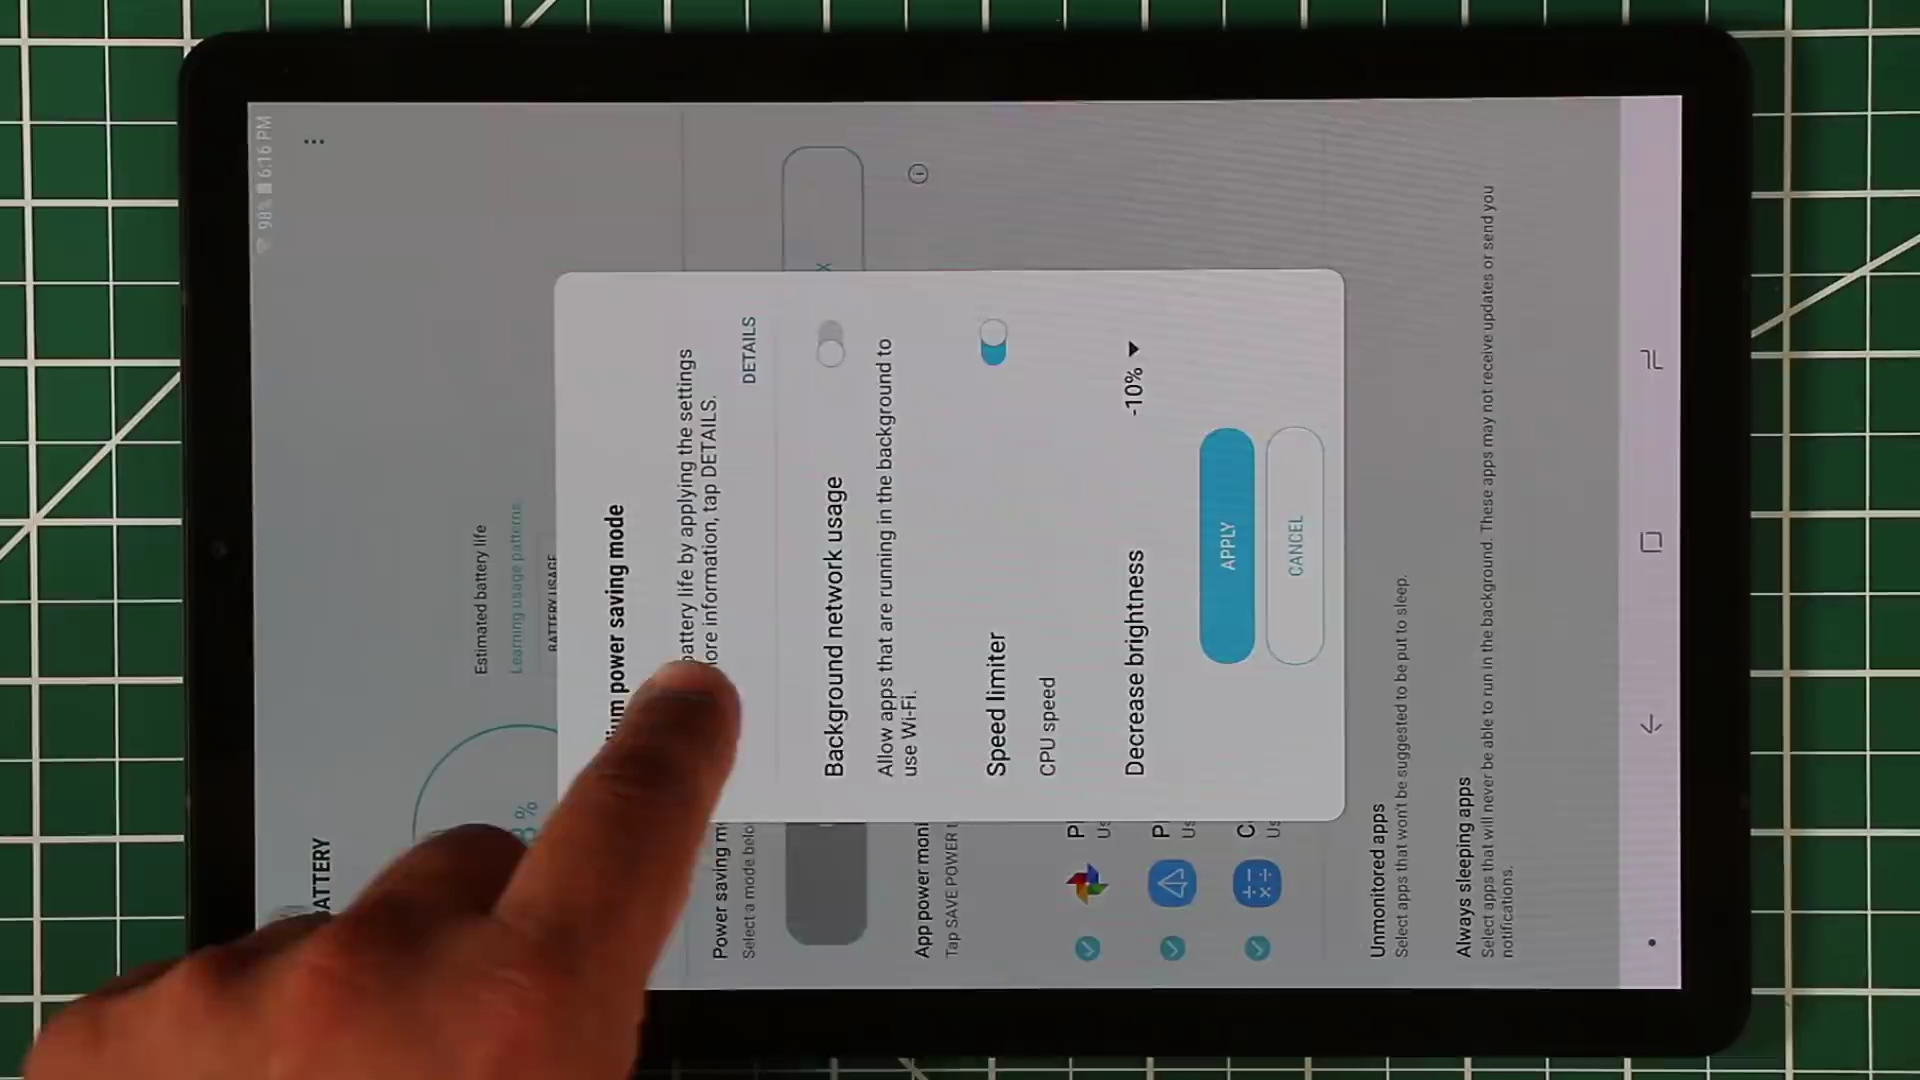 98% 6:16 PM
BATTERY
Estimated battery life
Learning usage patterns
BATTERY USAGE
%
Power saving
Select a mode
X
App power
Tap SAVE POWER
Unmonitored apps
Select apps that won't be suggested to be put to sleep.
Always sleeping apps
Select apps that will never be able to run in the background. These apps may not receive updates or send you
notifications.
power saving mode
battery life by applying the settings
information, tap DETAILS.
DETAILS
Background network usage
Allow apps that are running in the background to
use Wi-Fi.
Speed limiter
CPU speed
Decrease brightness
-10%
APPLY
CANCEL